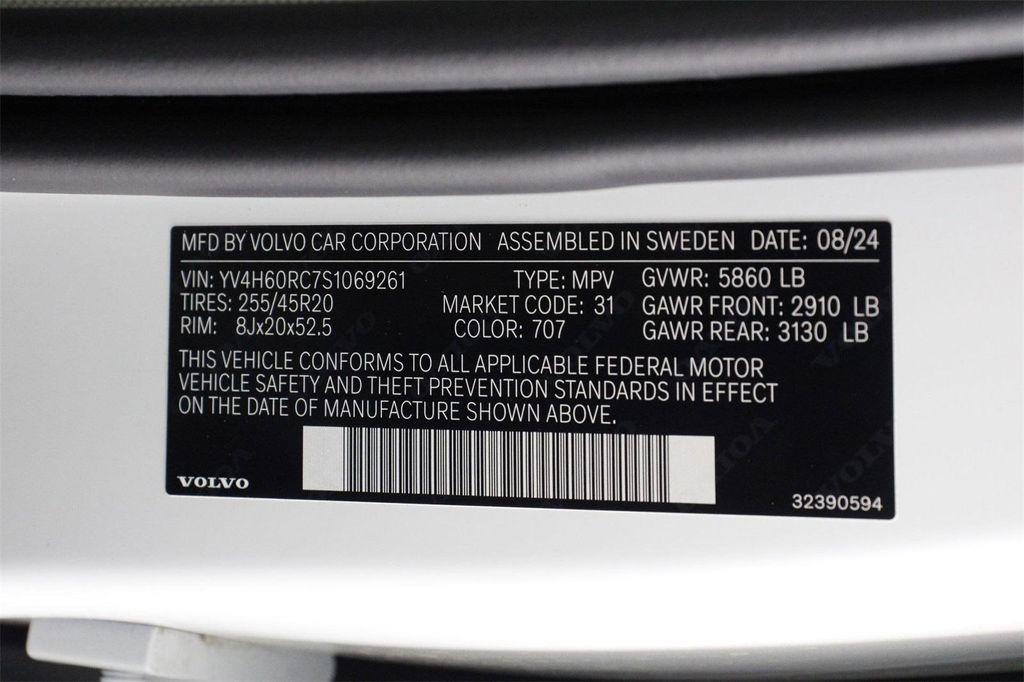 MFD BY VOLVO CAR CORPORATION ASSEMBLED IN SWEDEN DATE: 08/24
VIN: YV4H60RC7S1069261 TYPE: MPV GVWR: 5860 LB
TIRES: 255/45R20 MARKET CODE: 31 GAWR FRONT: 2910 LB
RIM: 8Jx20x52.5 COLOR: 707 GAWR REAR: 3130 LB
THIS VEHICLE CONFORMS TO ALL APPLICABLE FEDERAL MOTOR
VEHICLE SAFETY AND THEFT PREVENTION STANDARDS IN EFFECT
ON THE DATE OF MANUFACTURE SHOWN ABOVE.
VOLVO
32390594